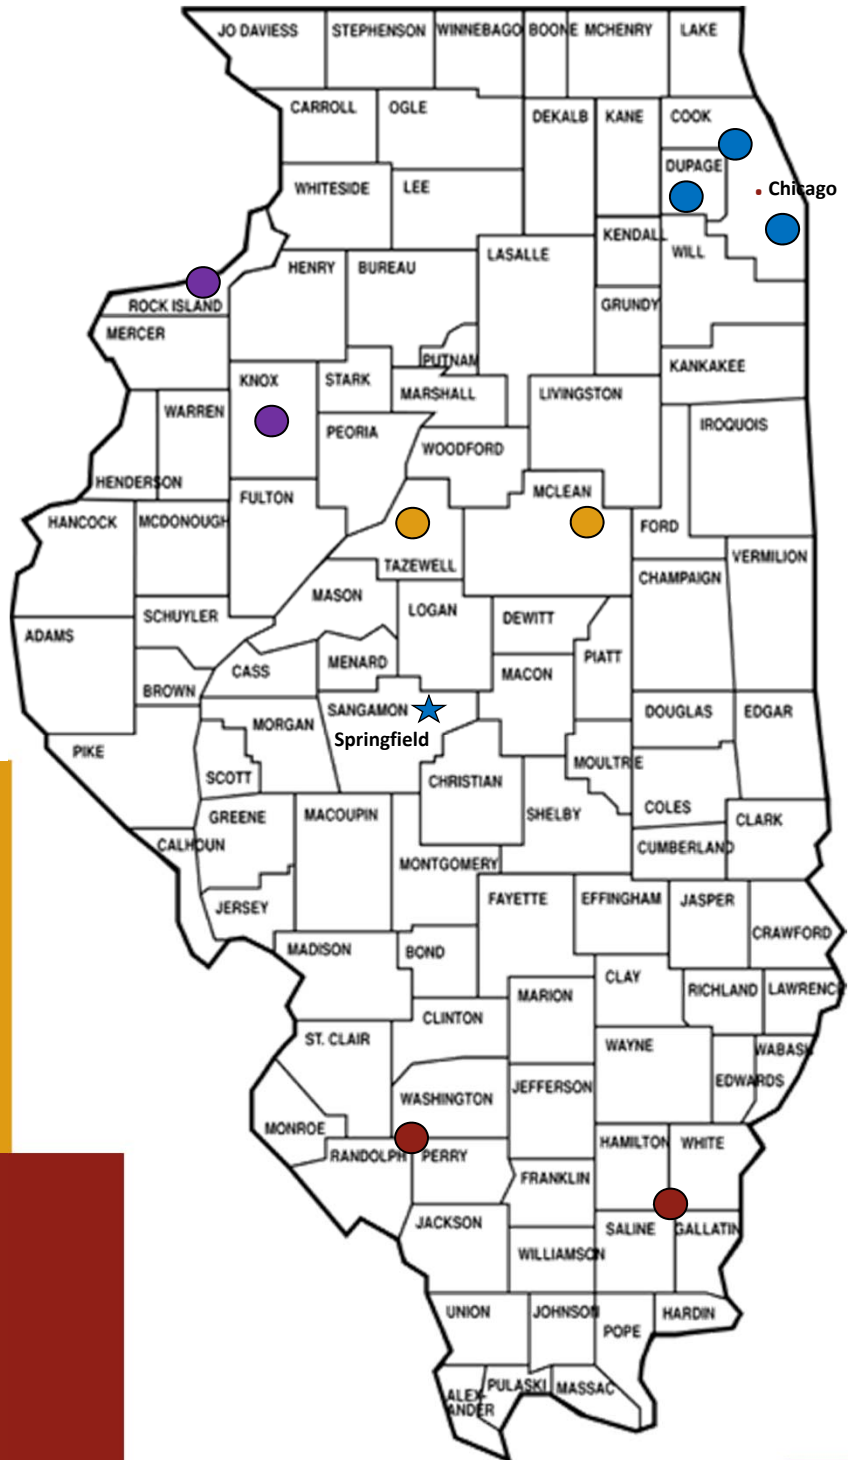 JO DAVIESS
STEPHENSON
WINNEBAGO
BOONE
MCHENRY
LAKE
CARROLL
OGLE
DEKALB
KANE
COOK
DUPAGE
WHITESIDE
LEE
Chicago
KENDALL
WILL
LASALLE
HENRY
BUREAU
ROCK ISLAND
GRUNDY
MERCER
PUTNAM
KANKAKEE
KNOX
STARK
MARSHALL
LIVINGSTON
WARREN
PEORIA
IROQUOIS
WOODFORD
HENDERSON
FULTON
MCLEAN
HANCOCK
MCDONOUGH
FORD
VERMILION
TAZEWELL
CHAMPAIGN
MASON
LOGAN
SCHUYLER
DEWITT
ADAMS
PIATT
MENARD
CASS
MACON
BROWN
SANGAMON
DOUGLAS
EDGAR
MORGAN
Springfield
PIKE
MOULTRIE
SCOTT
CHRISTIAN
COLES
GREENE
MACOUPIN
SHELBY
CLARK
CALHOUN
CUMBERLAND
MONTGOMERY
FAYETTE
EFFINGHAM
JASPER
JERSEY
CRAWFORD
MADISON
BOND
CLAY
RICHLAND
LAWRENCE
MARION
CLINTON
ST. CLAIR
WAYNE
WABASH
EDWARDS
JEFFERSON
WASHINGTON
MONROE
HAMILTON
WHITE
RANDOLPH
PERRY
FRANKLIN
JACKSON
SALINE
GALLATIN
WILLIAMSON
UNION
JOHNSON
HARDIN
POPE
PULASKI
MASSAC
ALEX-
ANDER